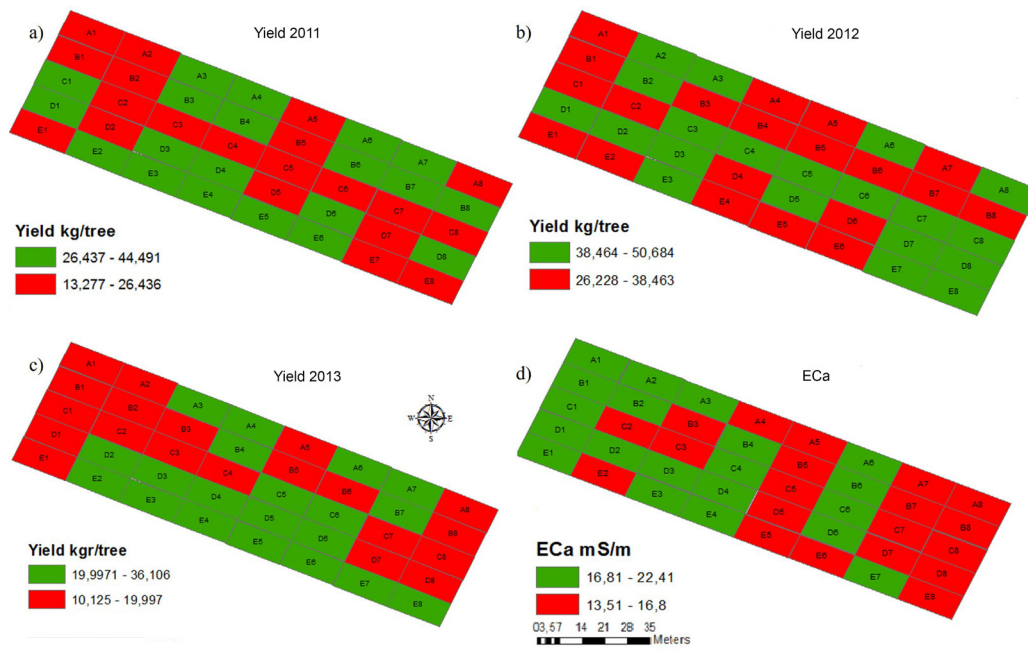 a)
Yield 2011
A1 A2 A3 A4 A5 A6 A7 A8
B1 B2 B3 B4 B5 B6 B7 B8
C1 C2 C3 C4 C5 C6 C7 C8
D1 D2 D3 D4 D5 D6 D7 D8
E1 E2 E3 E4 E5 E6 E7 E8
Yield kg/tree
26,437 - 44,491
13,277 - 26,436
b)
Yield 2012
A1 A2 A3 A4 A5 A6 A7 A8
B1 B2 B3 B4 B5 B6 B7 B8
C1 C2 C3 C4 C5 C6 C7 C8
D1 D2 D3 D4 D5 D6 D7 D8
E1 E2 E3 E4 E5 E6 E7 E8
Yield kg/tree
38,464 - 50,684
26,228 - 38,463
c)
Yield 2013
N
W E
S
A1 A2 A3 A4 A5 A6 A7 A8
B1 B2 B3 B4 B5 B6 B7 B8
C1 C2 C3 C4 C5 C6 C7 C8
D1 D2 D3 D4 D5 D6 D7 D8
E1 E2 E3 E4 E5 E6 E7 E8
Yield kgr/tree
19,9971 - 36,106
10,125 - 19,997
d)
ECa
A1 A2 A3 A4 A5 A6 A7 A8
B1 B2 B3 B4 B5 B6 B7 B8
C1 C2 C3 C4 C5 C6 C7 C8
D1 D2 D3 D4 D5 D6 D7 D8
E1 E2 E3 E4 E5 E6 E7 E8
ECa mS/m
16,81 - 22,41
13,51 - 16,8
03,57 14 21 28 35
Meters